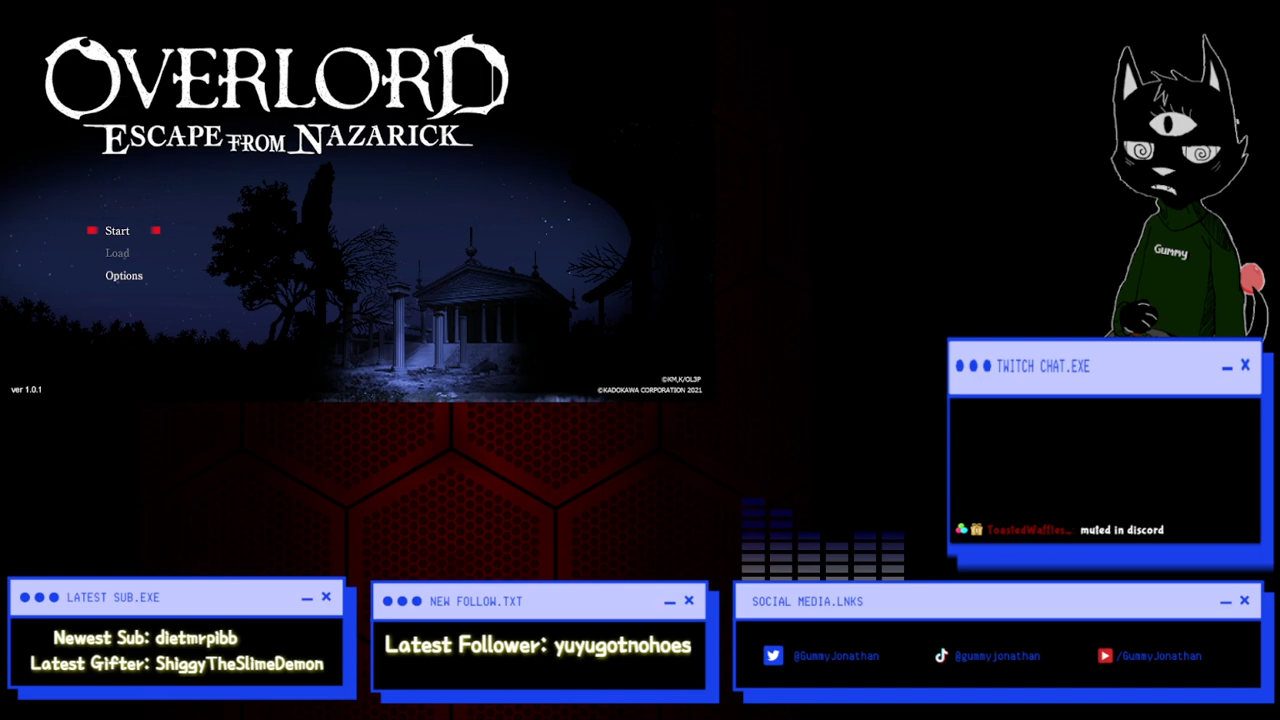 OVERLORD
ESCAPE FROM NAZARICK
Start
Load
Options
ver 1.0.1
©KM,K/OL3P
©KADOKAWA CORPORATION 2021
Gummy
TWITCH CHAT.EXE
ToastedWaffles… muted in discord
LATEST SUB.EXE
Newest Sub: dietmrpibb
Latest Gifter: ShiggyTheSlimeDemon
NEW FOLLOW.TXT
Latest Follower: yuyugotnohoes
SOCIAL MEDIA.LNKS
@GummyJonathan
@gummyjonathan
/GummyJonathan